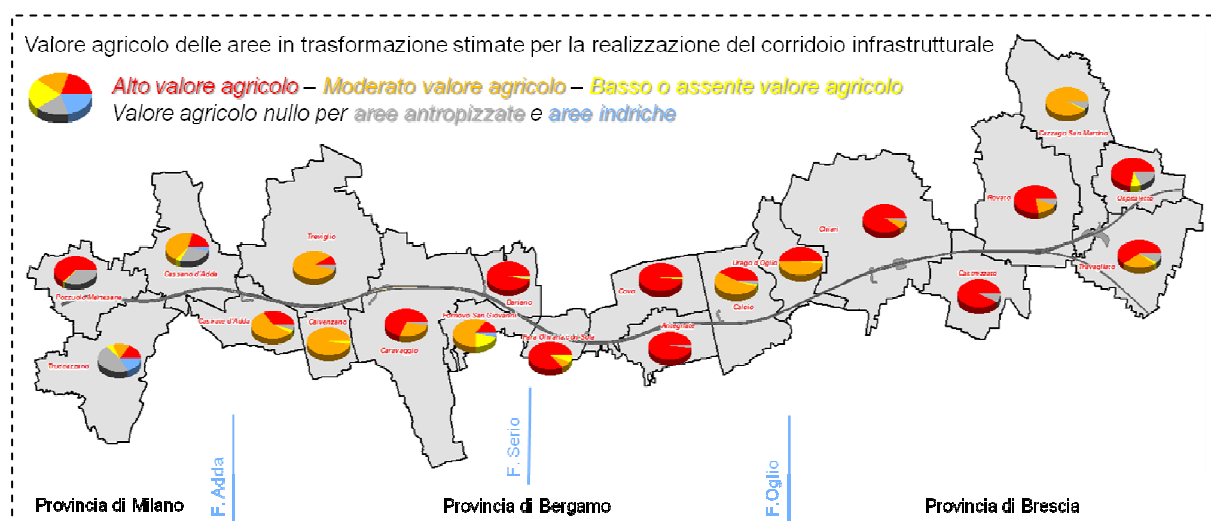 Valore agricolo delle aree in trasformazione stimate per la realizzazione del corridoio infrastrutturale
Alto valore agricolo – Moderato valore agricolo – Basso o assente valore agricolo
Valore agricolo nullo per aree antropizzate e aree indriche
Cazzago San Martino
Ospitaletto
Rovato
Chiari
Treviglio
Cassano d'Adda
Urago d'Oglio
Travagliato
Pozzuolo Martesana
Bariano
Covo
Castrezzato
Calcio
Fornovo San Giovanni
Casirate d'Adda
Calvenzano
Antegnate
Caravaggio
Truccazzano
F. Adda
F. Serio
F.Oglio
Provincia di Milano
Provincia di Bergamo
Provincia di Brescia